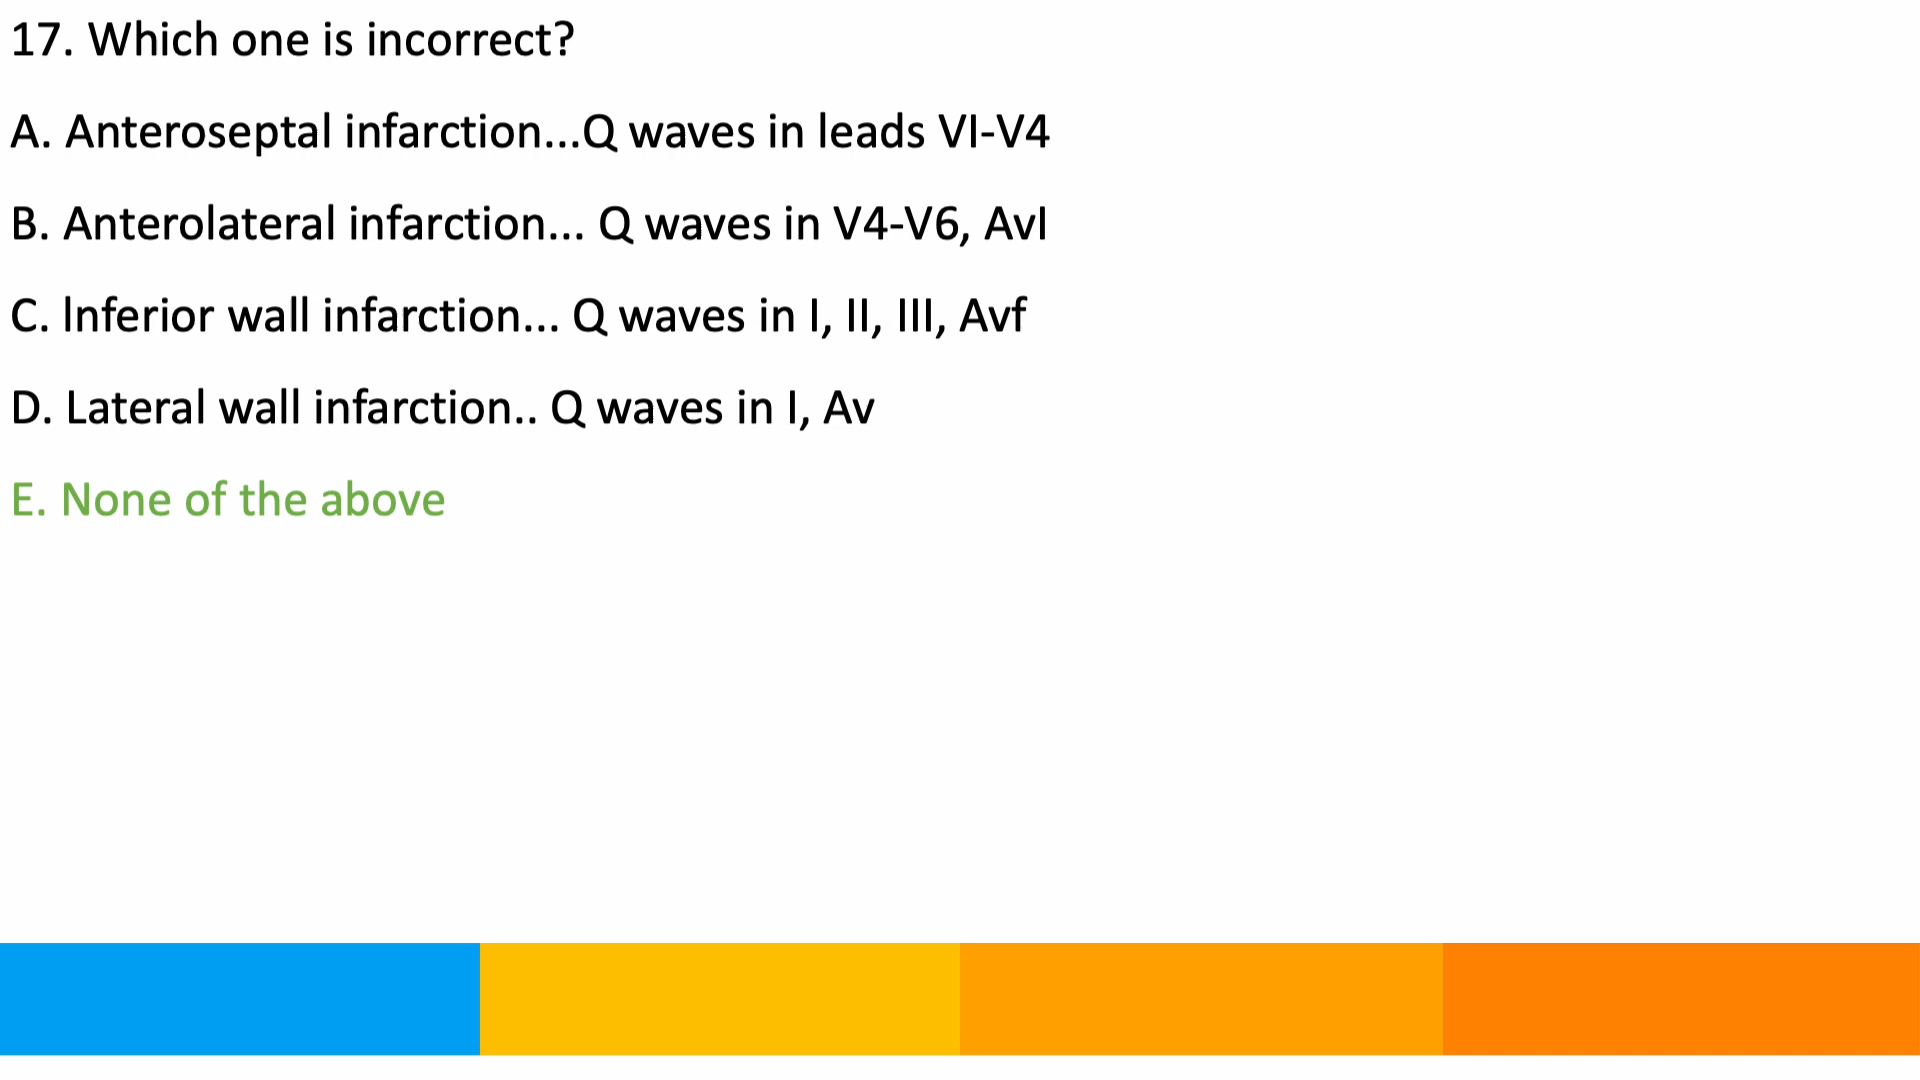 17. Which one is incorrect?
A. Anteroseptal infarction...Q waves in leads VI-V4
B. Anterolateral infarction... Q waves in V4-V6, Avl
C. Inferior wall infarction... Q waves in I, II, III, Avf
D. Lateral wall infarction.. Q waves in I, Av
E. None of the above